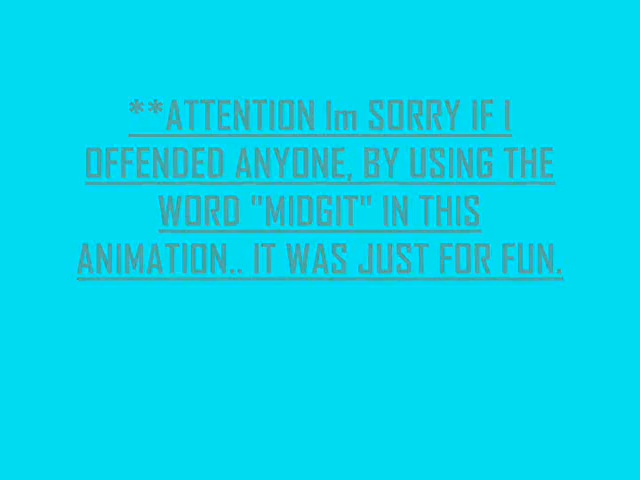 **ATTENTION Im SORRY IF I
OFFENDED ANYONE, BY USING THE
WORD "MIDGIT" IN THIS
ANIMATION.. IT WAS JUST FOR FUN.